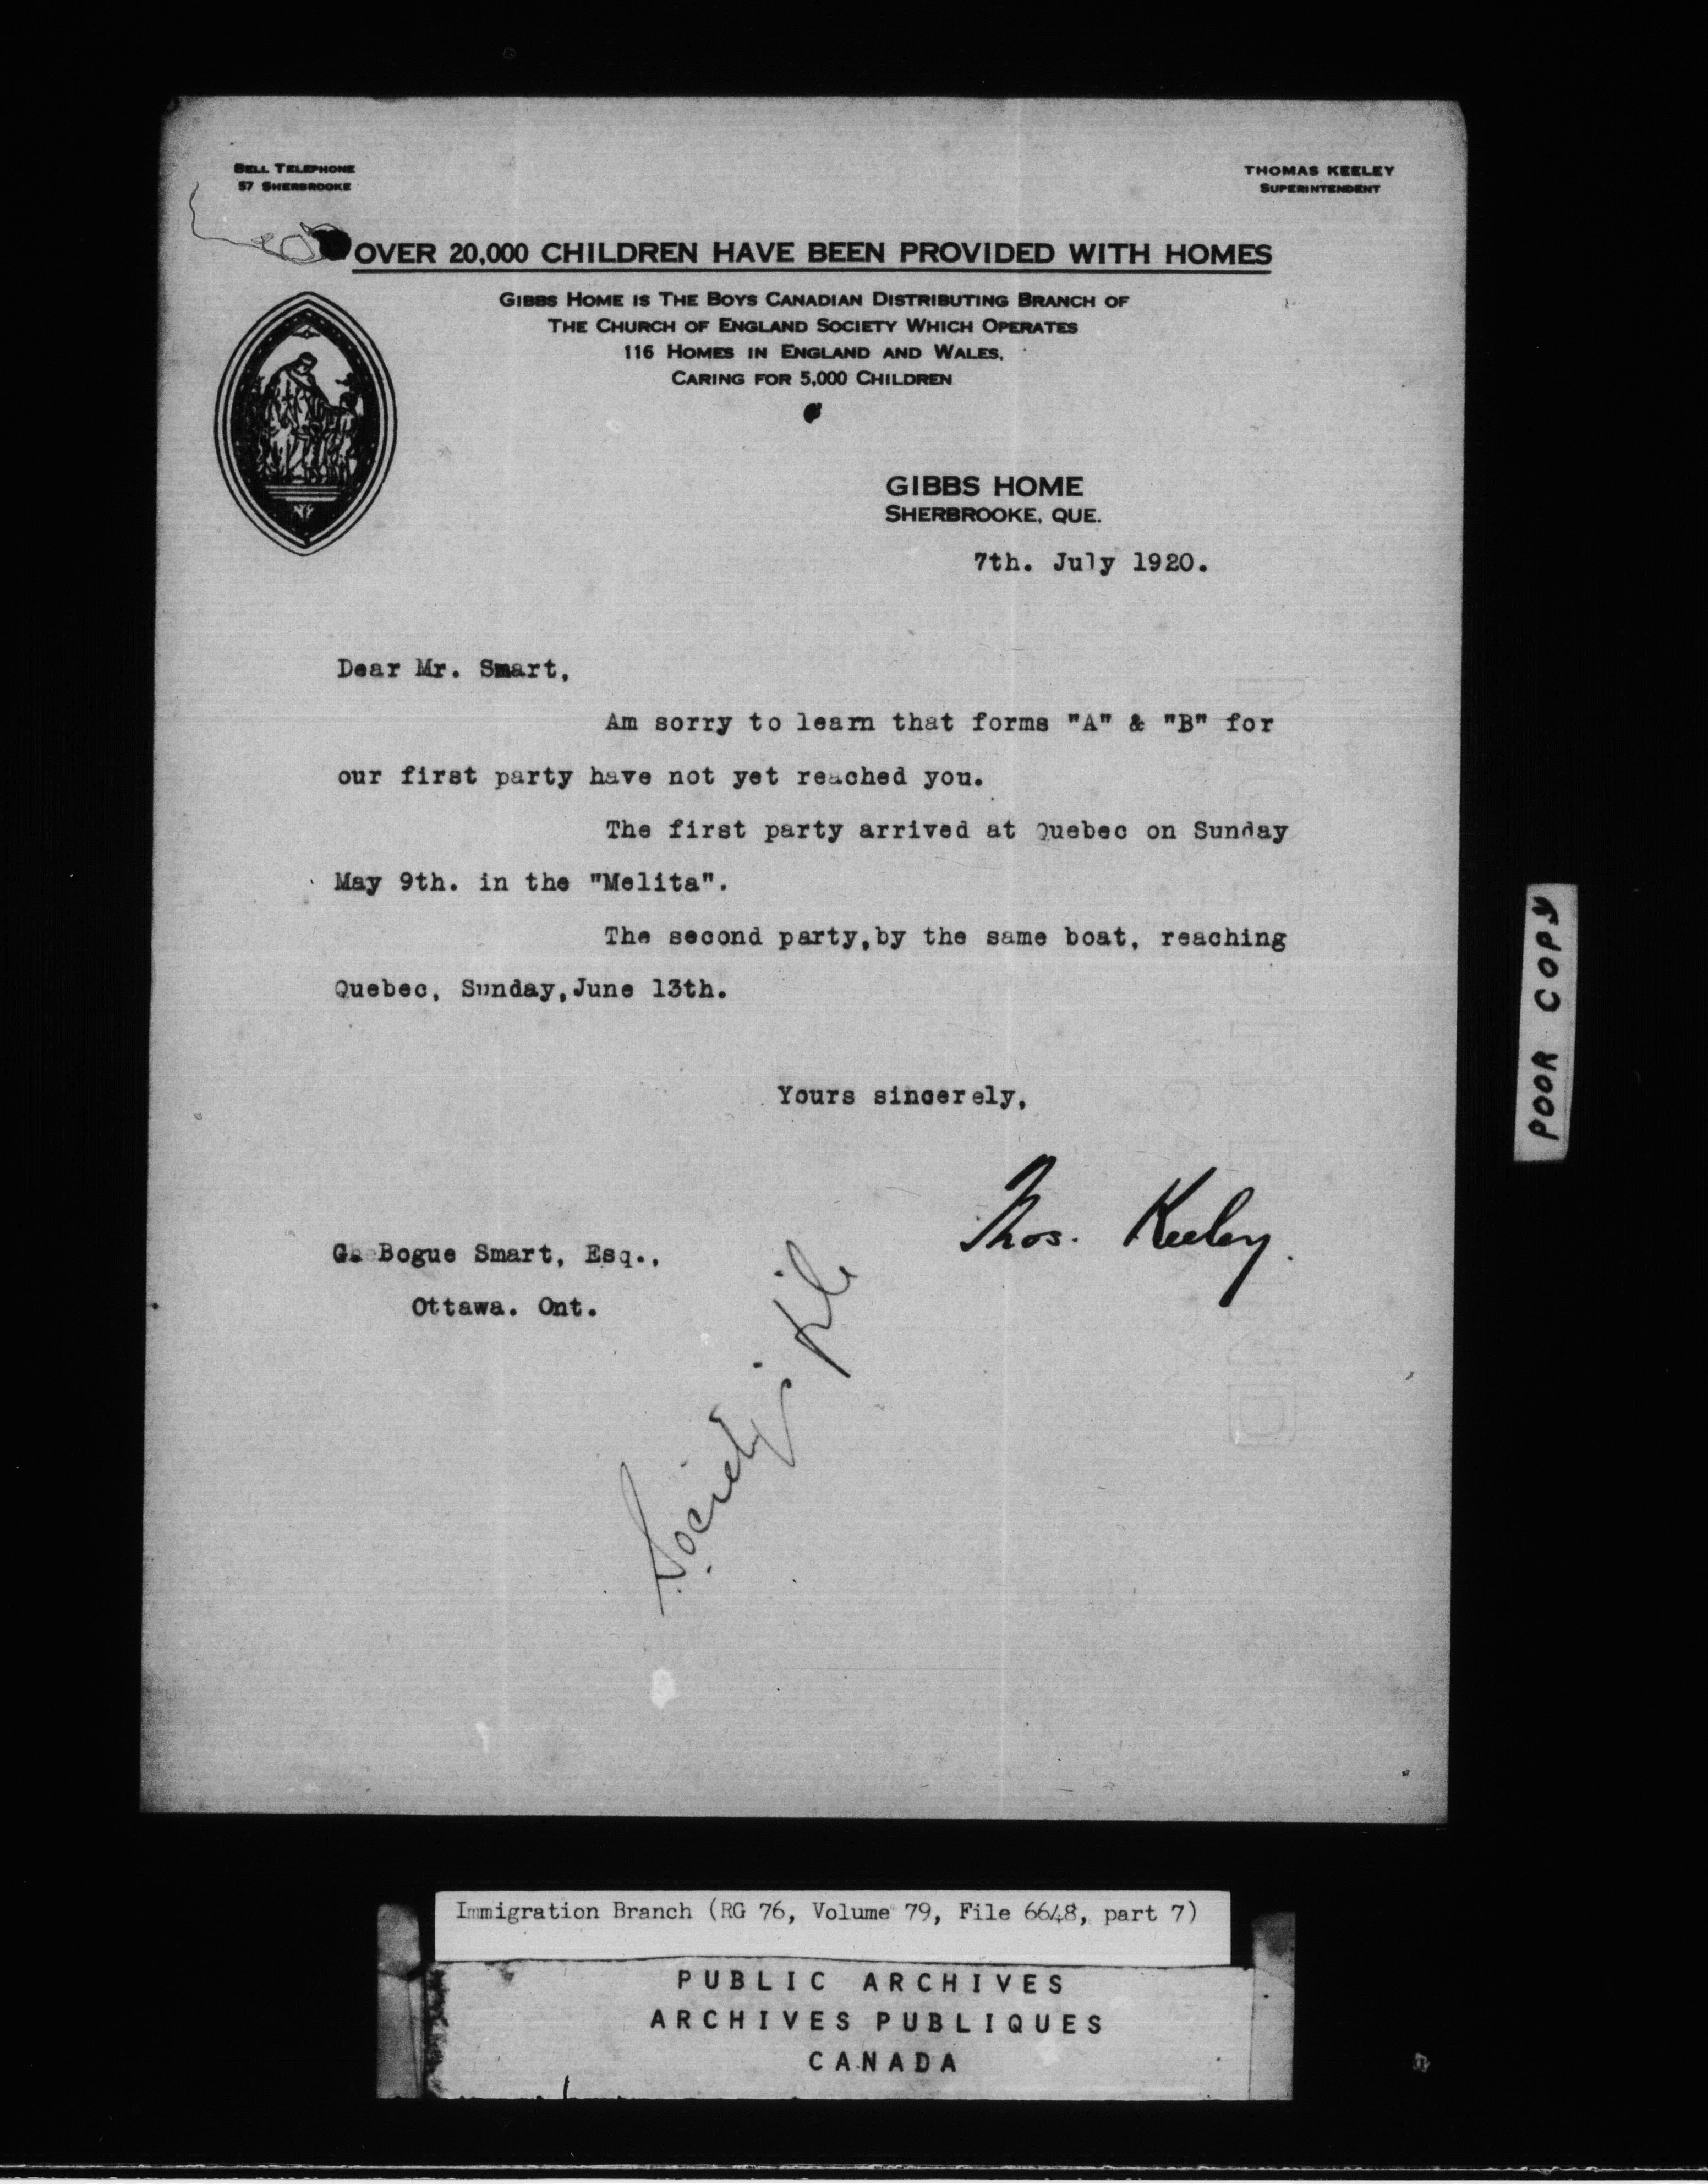 BELL TELEPHONE
57 SHERBROOKE
THOMAS KEELEY
SUPERINTENDENT
OVER 20,000 CHILDREN HAVE BEEN PROVIDED WITH HOMES
GIBBS HOME IS THE BOYS CANADIAN DISTRIBUTING BRANCH OF
THE CHURCH OF ENGLAND SOCIETY WHICH OPERATES
116 HOMES IN ENGLAND AND WALES,
CARING FOR 5,000 CHILDREN
GIBBS HOME
SHERBROOKE, QUE.
7th. July 1920.
Dear Mr. Smart,
Am sorry to learn that forms "A" & "B" for
our first party have not yet reached you.
The first party arrived at Quebec on Sunday
May 9th. in the "Melita".
The second party,by the same boat, reaching
Quebec, Sunday,June 13th.
Yours sincerely,
Thos. Keeley.
G. Bogue Smart, Esq.,
Ottawa. Ont.
Society file
POOR COPY
Immigration Branch (RG 76, Volume 79, File 6648, part 7)
PUBLIC ARCHIVES
ARCHIVES PUBLIQUES
CANADA